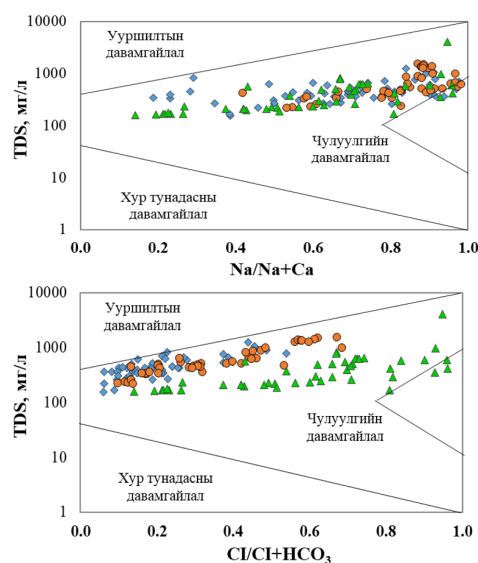 10000
1000
100
10
1
TDS, мг/л
Ууршилтын
давамгайлал
Чулуулгийн
давамгайлал
Хур тунадасны
давамгайлал
0.0 0.2 0.4 0.6 0.8 1.0
Na/Na+Ca
10000
1000
100
10
1
TDS, мг/л
Ууршилтын
давамгайлал
Чулуулгийн
давамгайлал
Хур тунадасны
давамгайлал
0.0 0.2 0.4 0.6 0.8 1.0
Cl/Cl+HCO₃